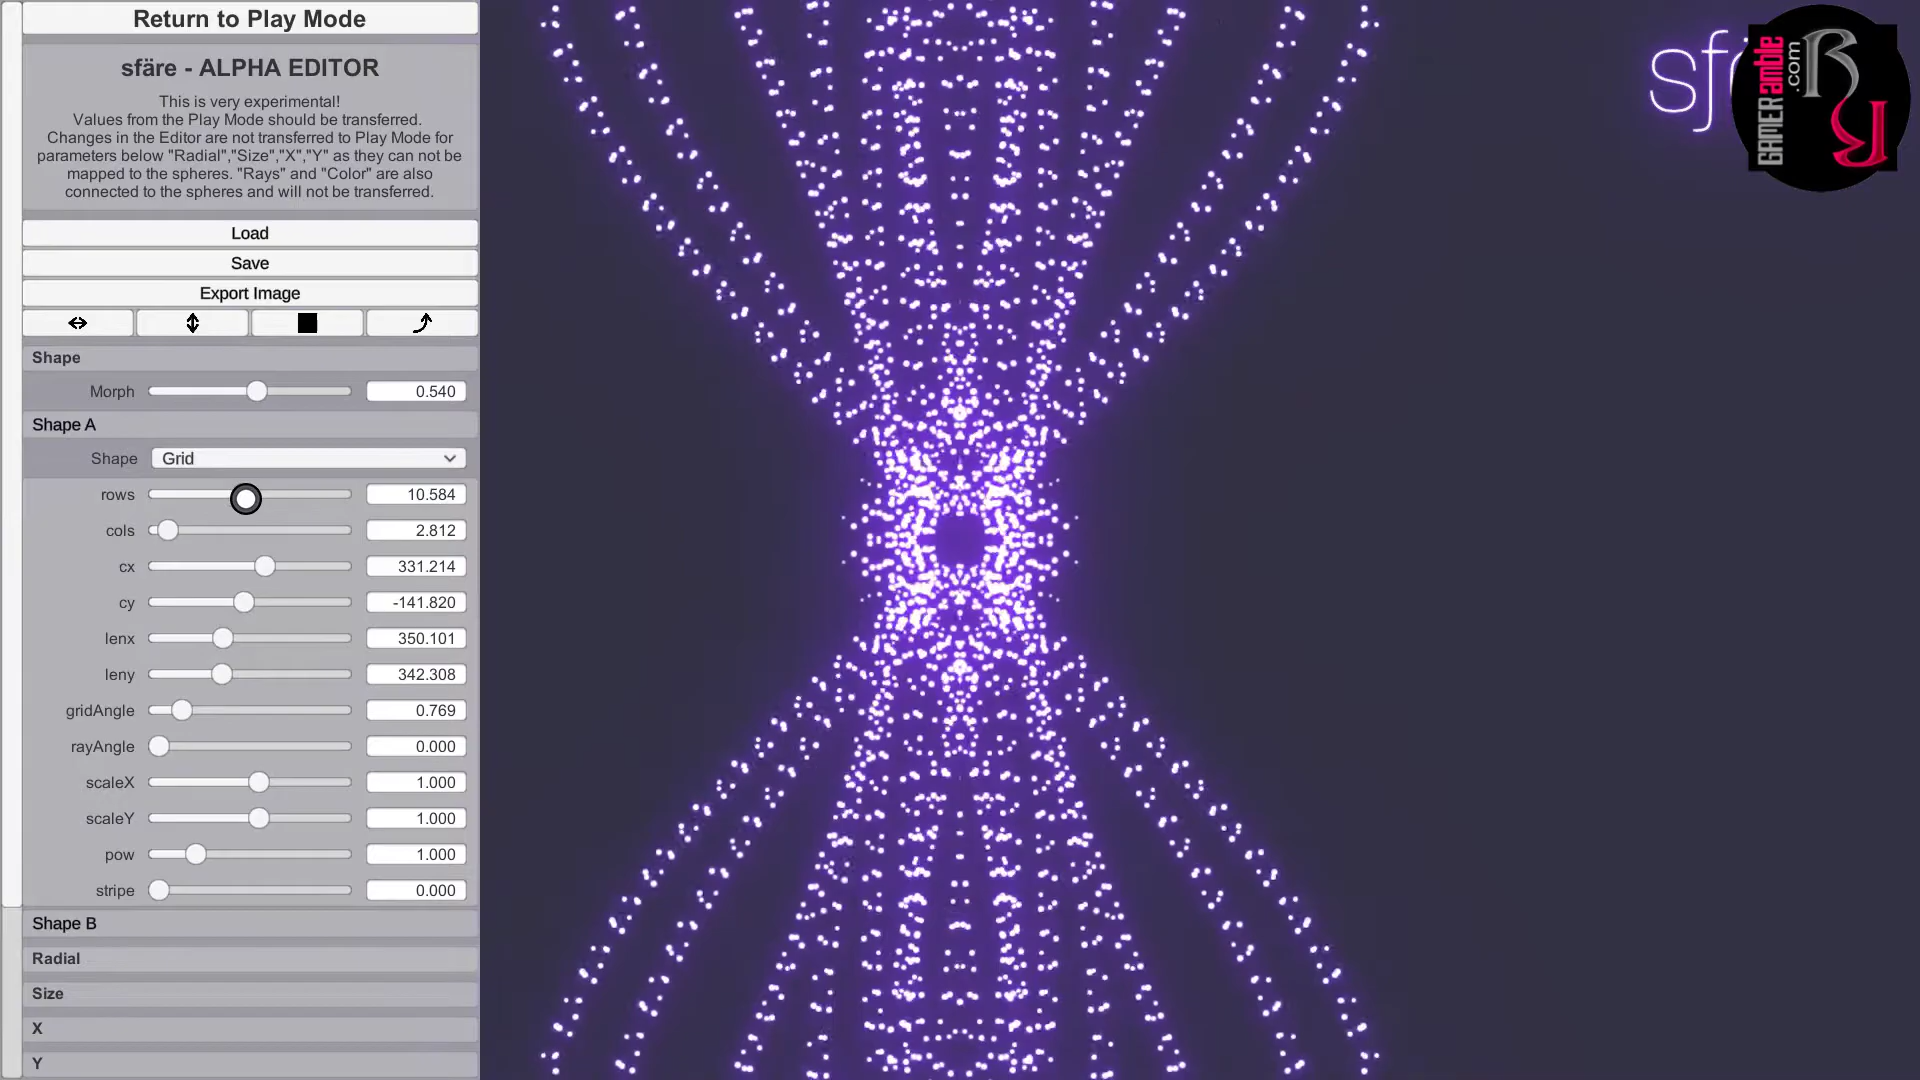 Return to Play Mode
sfäre - ALPHA EDITOR
This is very experimental!
Values from the Play Mode should be transferred.
Changes in the Editor are not transferred to Play Mode for
parameters below "Radial","Size","X","Y" as they can not be
mapped to the spheres. "Rays" and "Color" are also
connected to the spheres and will not be transferred.
Load
Save
Export Image
Shape
Morph 0.540
Shape A
Shape Grid
rows 10.584
cols 2.812
cx 331.214
cy -141.820
lenx 350.101
leny 342.308
gridAngle 0.769
rayAngle 0.000
scaleX 1.000
scaleY 1.000
pow 1.000
stripe 0.000
Shape B
Radial
Size
X
Y
GAMERamble
.com